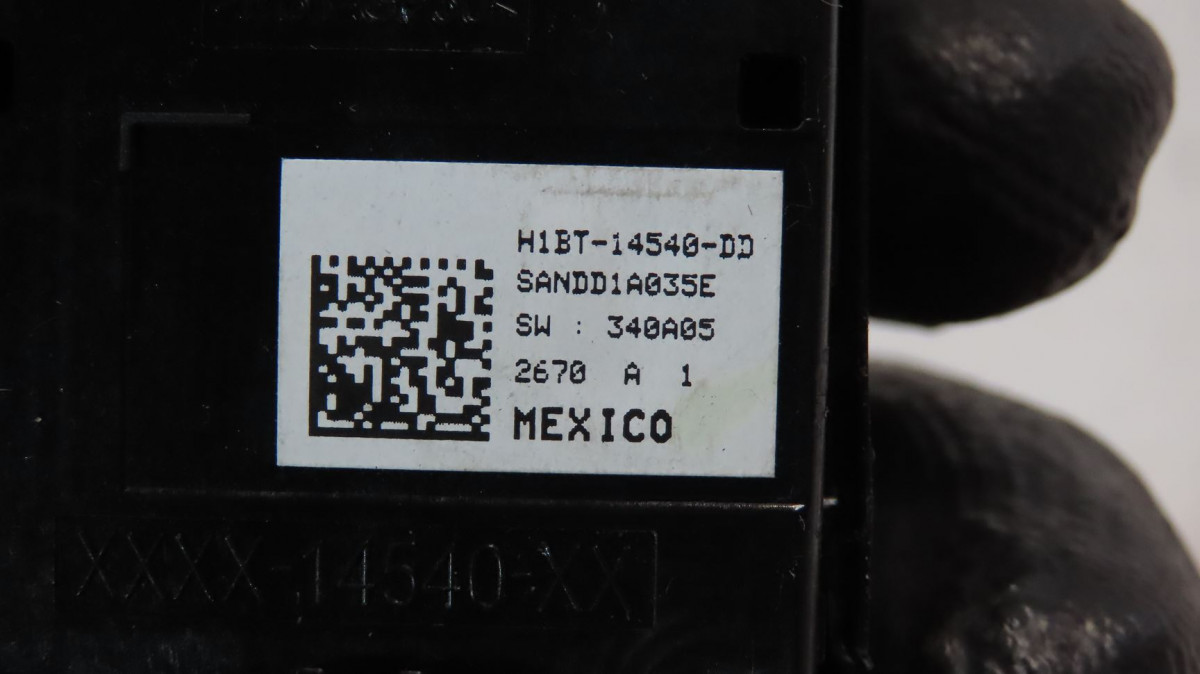 H1BT-14540-DD
SANDD1A035E
SW : 340A05
2670 A 1
MEXICO
XXXX-14540-XX